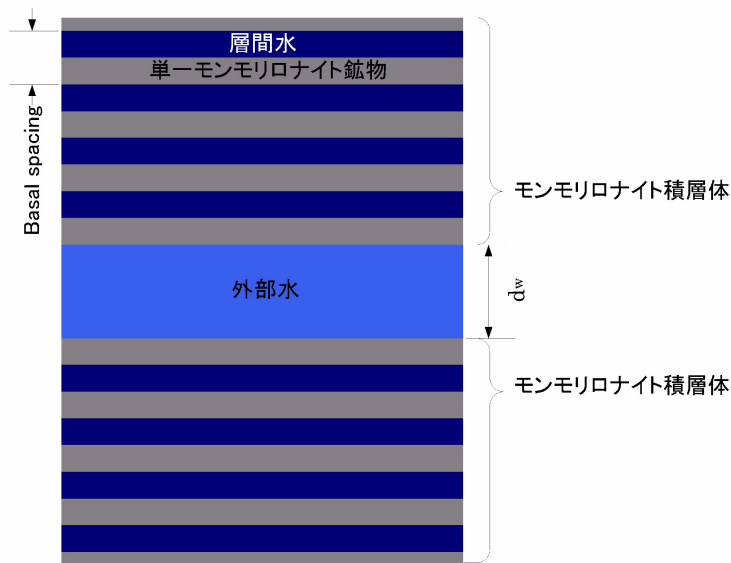 層間水
単一モンモリロナイト鉱物
Basal spacing
モンモリロナイト積層体
外部水
dw
モンモリロナイト積層体